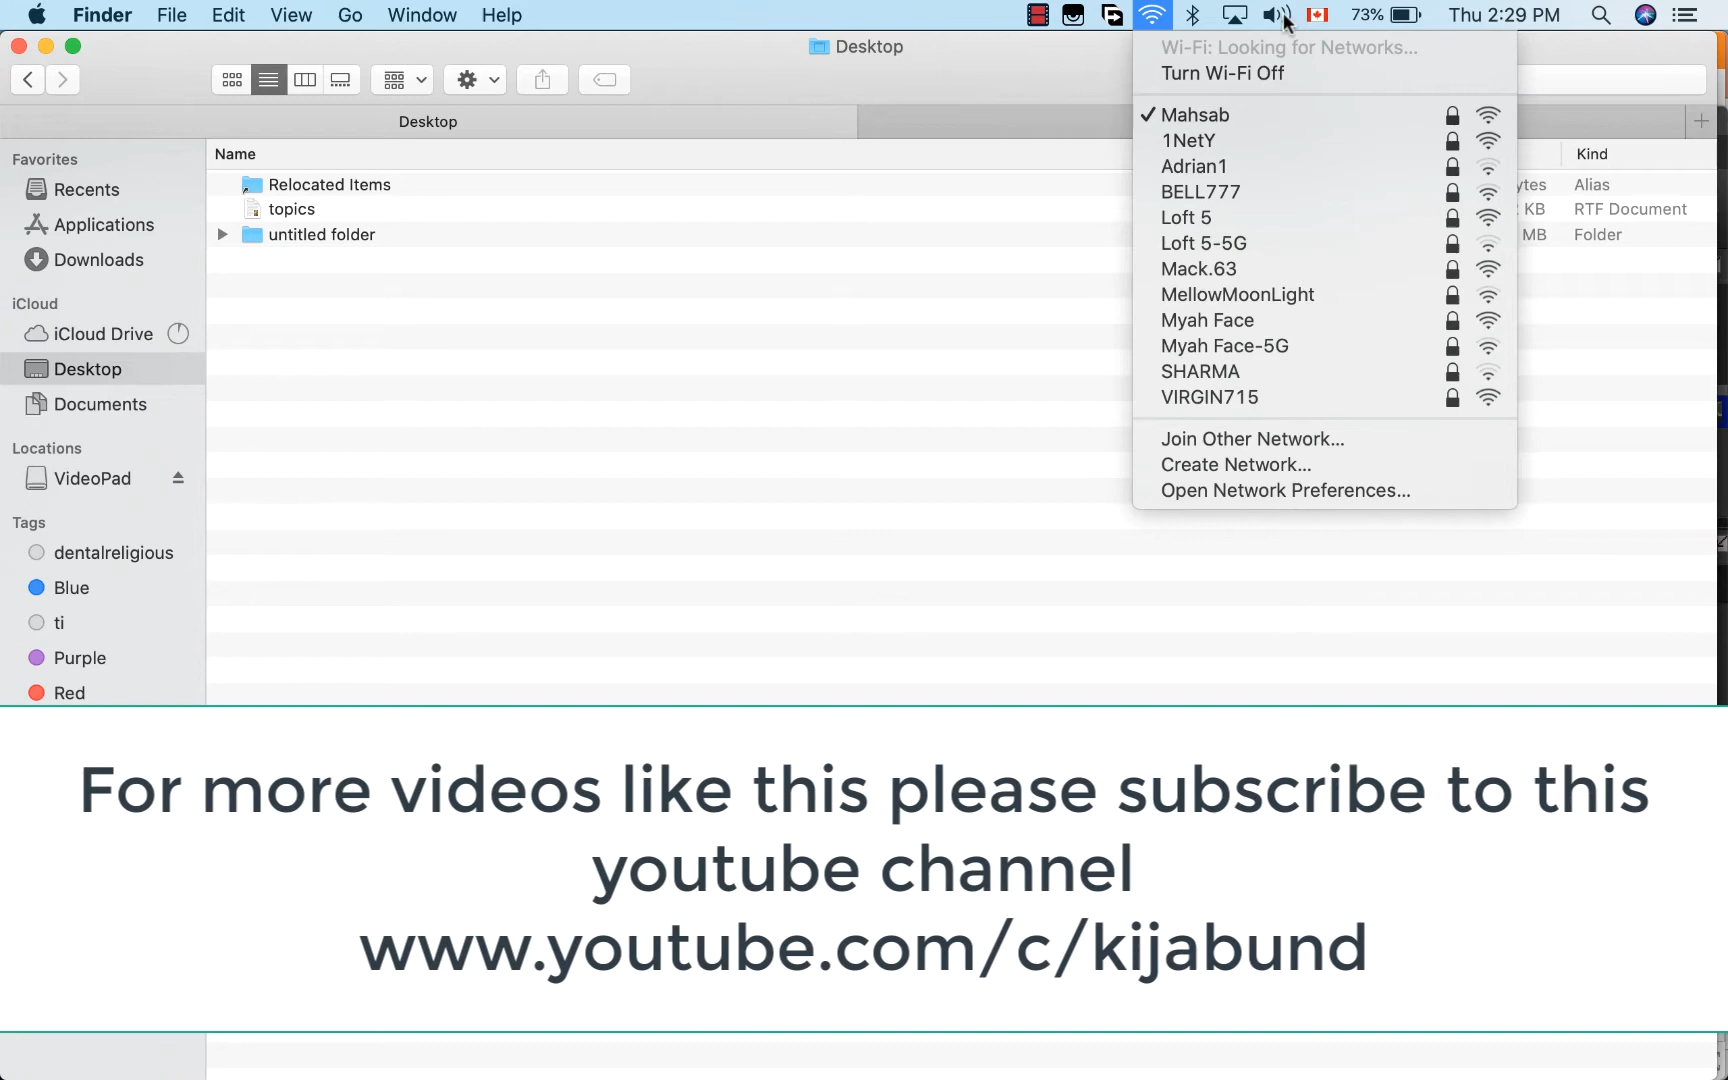 Finder File Edit View Go Window Help 73% Thu 2:29 PM
Desktop
Desktop
Favorites
Recents
Applications
Downloads
iCloud
iCloud Drive
Desktop
Documents
Locations
VideoPad
Tags
dentalreligious
Blue
ti
Purple
Red
Name
Relocated Items
topics
untitled folder
Kind
Alias
KB RTF Document
MB Folder
Wi-Fi: Looking for Networks...
Turn Wi-Fi Off
Mahsab
1NetY
Adrian1
BELL777
Loft 5
Loft 5-5G
Mack.63
MellowMoonLight
Myah Face
Myah Face-5G
SHARMA
VIRGIN715
Join Other Network...
Create Network...
Open Network Preferences...
For more videos like this please subscribe to this
youtube channel
www.youtube.com/c/kijabund